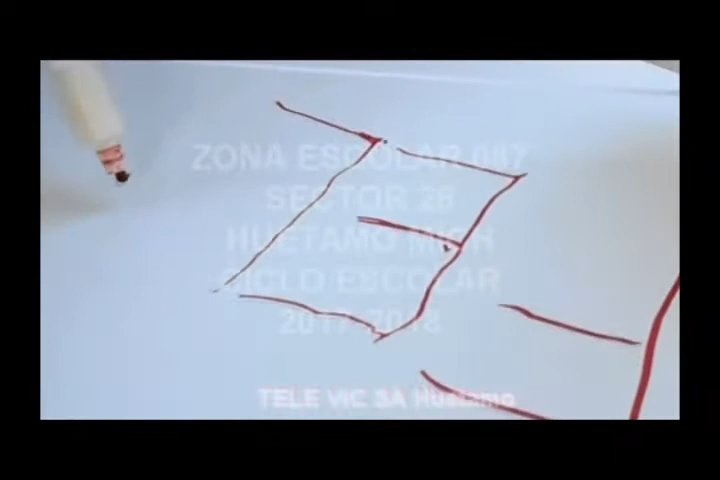 ZONA ESCOLAR
SECTOR
HUETAMO MICH
CICLO ESCOLAR
2017-2018
TELE VIC SA Huetamo